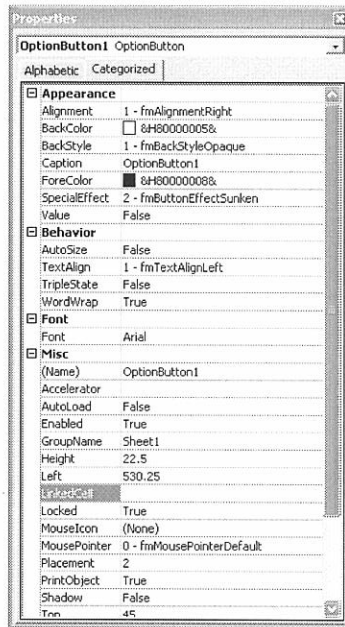 Properties
OptionButton1 OptionButton
Alphabetic Categorized
Appearance
Alignment 1 - fmAlignmentRight
BackColor &H80000005&
BackStyle 1 - fmBackStyleOpaque
Caption OptionButton1
ForeColor &H80000008&
SpecialEffect 2 - fmButtonEffectSunken
Value False
Behavior
AutoSize False
TextAlign 1 - fmTextAlignLeft
TripleState False
WordWrap True
Font
Font Arial
Misc
(Name) OptionButton1
Accelerator
AutoLoad False
Enabled True
GroupName Sheet1
Height 22.5
Left 530.25
LinkedCell
Locked True
MouseIcon (None)
MousePointer 0 - fmMousePointerDefault
Placement 2
PrintObject True
Shadow False
Top 45